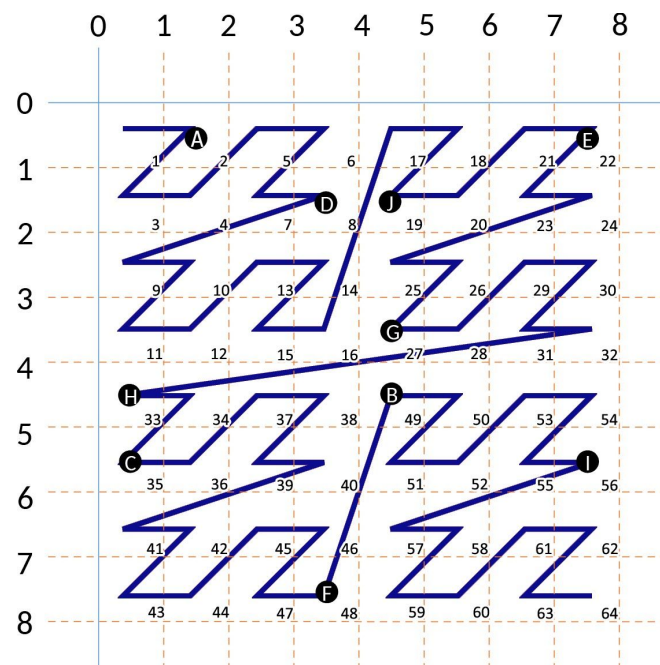 0 1 2 3 4 5 6 7 8
0
A E
1 1 2 5 6 17 18 21 22
D J
2 3 4 7 8 19 20 23 24
3 9 10 13 14 25 26 29 30
G
4 11 12 15 16 27 28 31 32
H B
5 33 34 37 38 49 50 53 54
C I
6 35 36 39 40 51 52 55 56
7 41 42 45 46 57 58 61 62
F
8 43 44 47 48 59 60 63 64